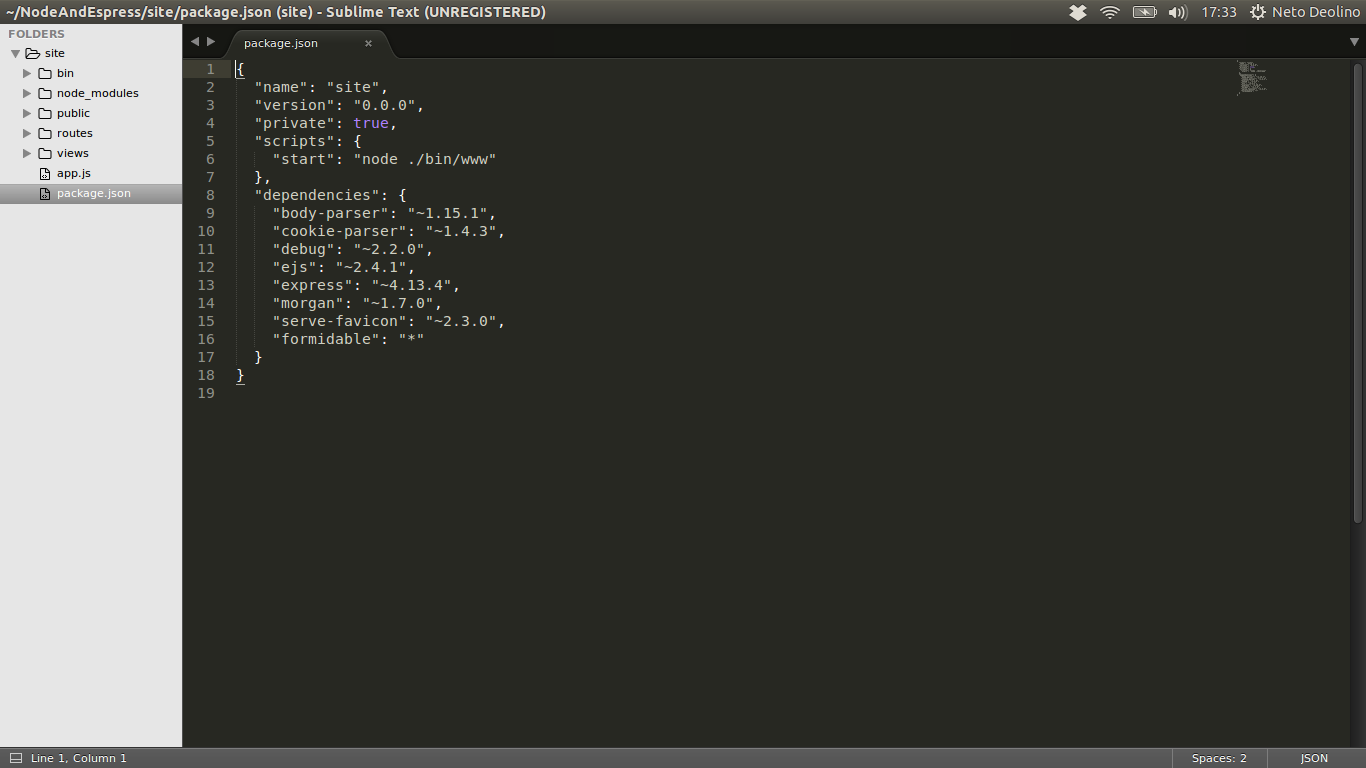 ~/NodeAndEspress/site/package.json (site) - Sublime Text (UNREGISTERED)
17:33
Neto Deolino
FOLDERS
site
bin
node_modules
public
routes
views
app.js
package.json
package.json ×
1 {
2   "name": "site",
3   "version": "0.0.0",
4   "private": true,
5   "scripts": {
6     "start": "node ./bin/www"
7   },
8   "dependencies": {
9     "body-parser": "~1.15.1",
10     "cookie-parser": "~1.4.3",
11     "debug": "~2.2.0",
12     "ejs": "~2.4.1",
13     "express": "~4.13.4",
14     "morgan": "~1.7.0",
15     "serve-favicon": "~2.3.0",
16     "formidable": "*"
17   }
18 }
19
Line 1, Column 1
Spaces: 2
JSON